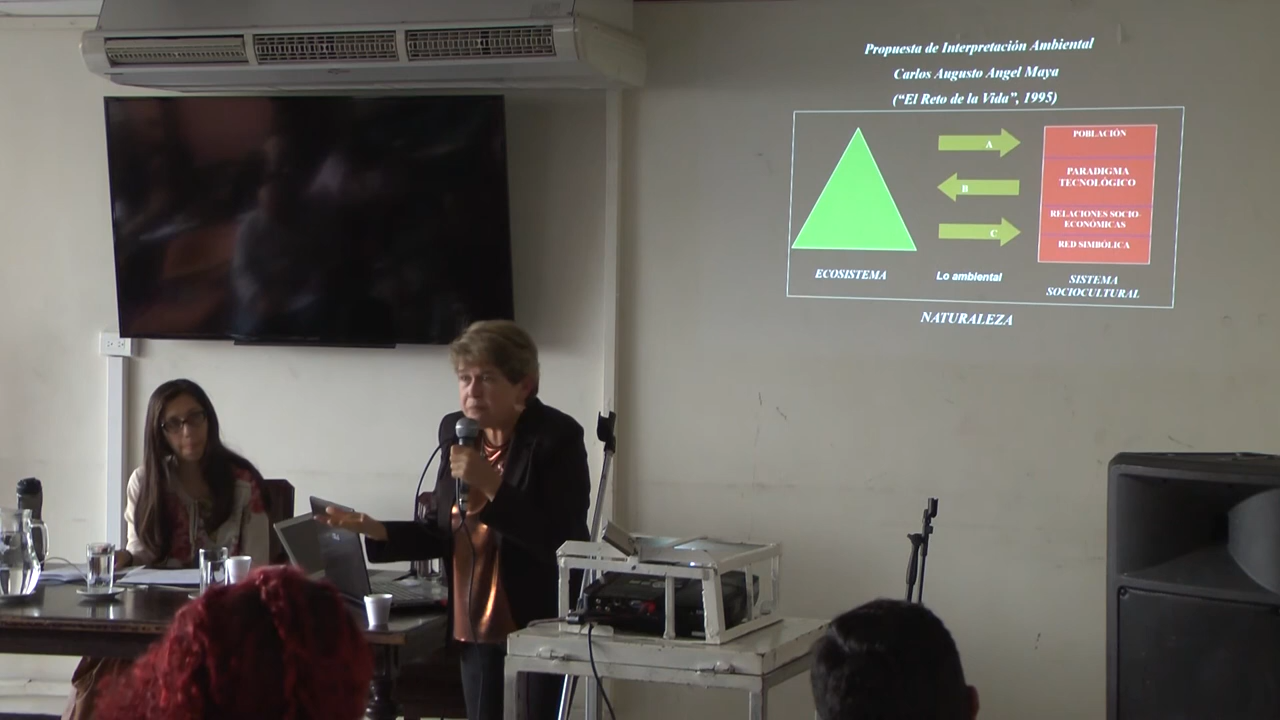 Propuesta de Interpretación Ambiental
Carlos Augusto Angel Maya
("El Reto de la Vida", 1995)
A
B
C
POBLACIÓN
PARADIGMA
TECNOLÓGICO
RELACIONES SOCIO-
ECONÓMICAS
RED SIMBÓLICA
ECOSISTEMA
Lo ambiental
SISTEMA
SOCIOCULTURAL
NATURALEZA